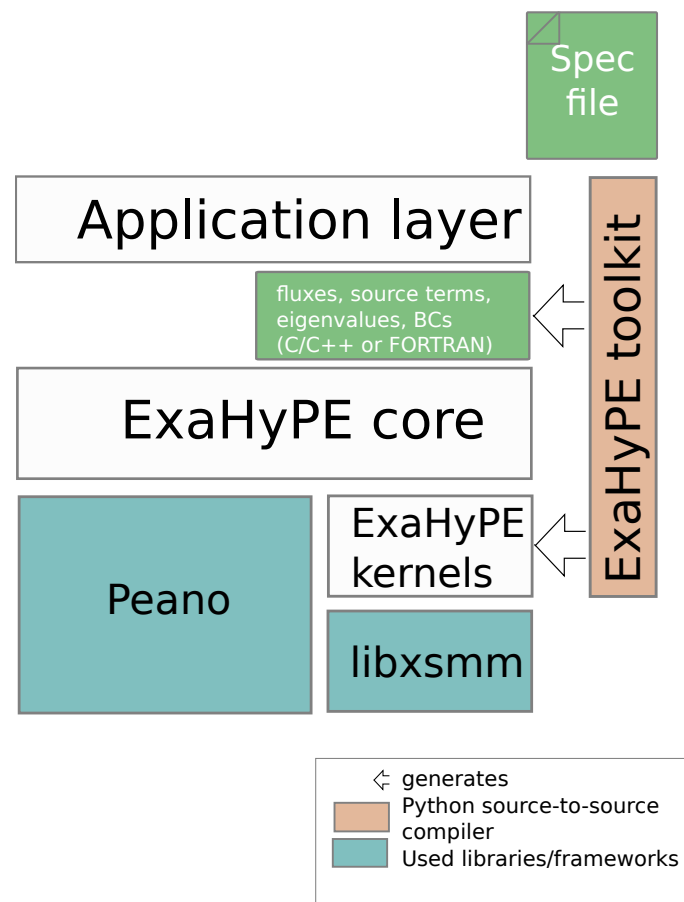 Spec
file
Application layer
fluxes, source terms,
eigenvalues, BCs
(C/C++ or FORTRAN)
ExaHyPE toolkit
ExaHyPE core
Peano
ExaHyPE
kernels
libxsmm
generates
Python source-to-source
compiler
Used libraries/frameworks